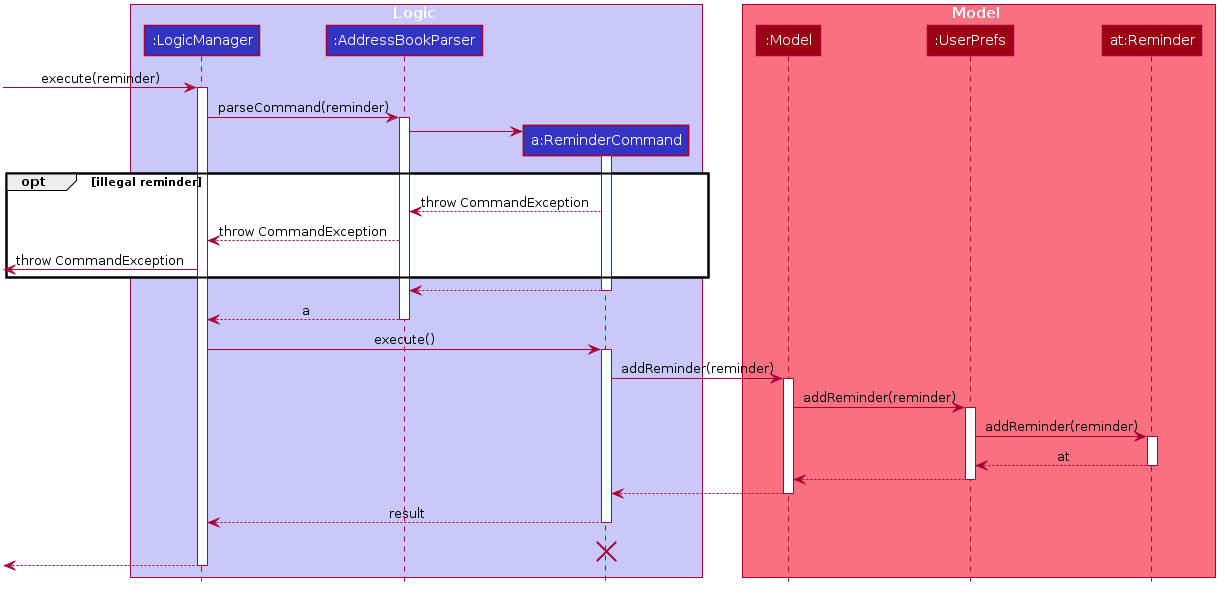 Logic
Model
:LogicManager
:AddressBookParser
:Model
:UserPrefs
at:Reminder
execute(reminder)
parseCommand(reminder)
a:ReminderCommand
opt
[illegal reminder]
throw CommandException
throw CommandException
throw CommandException
a
execute()
addReminder(reminder)
addReminder(reminder)
addReminder(reminder)
at
result